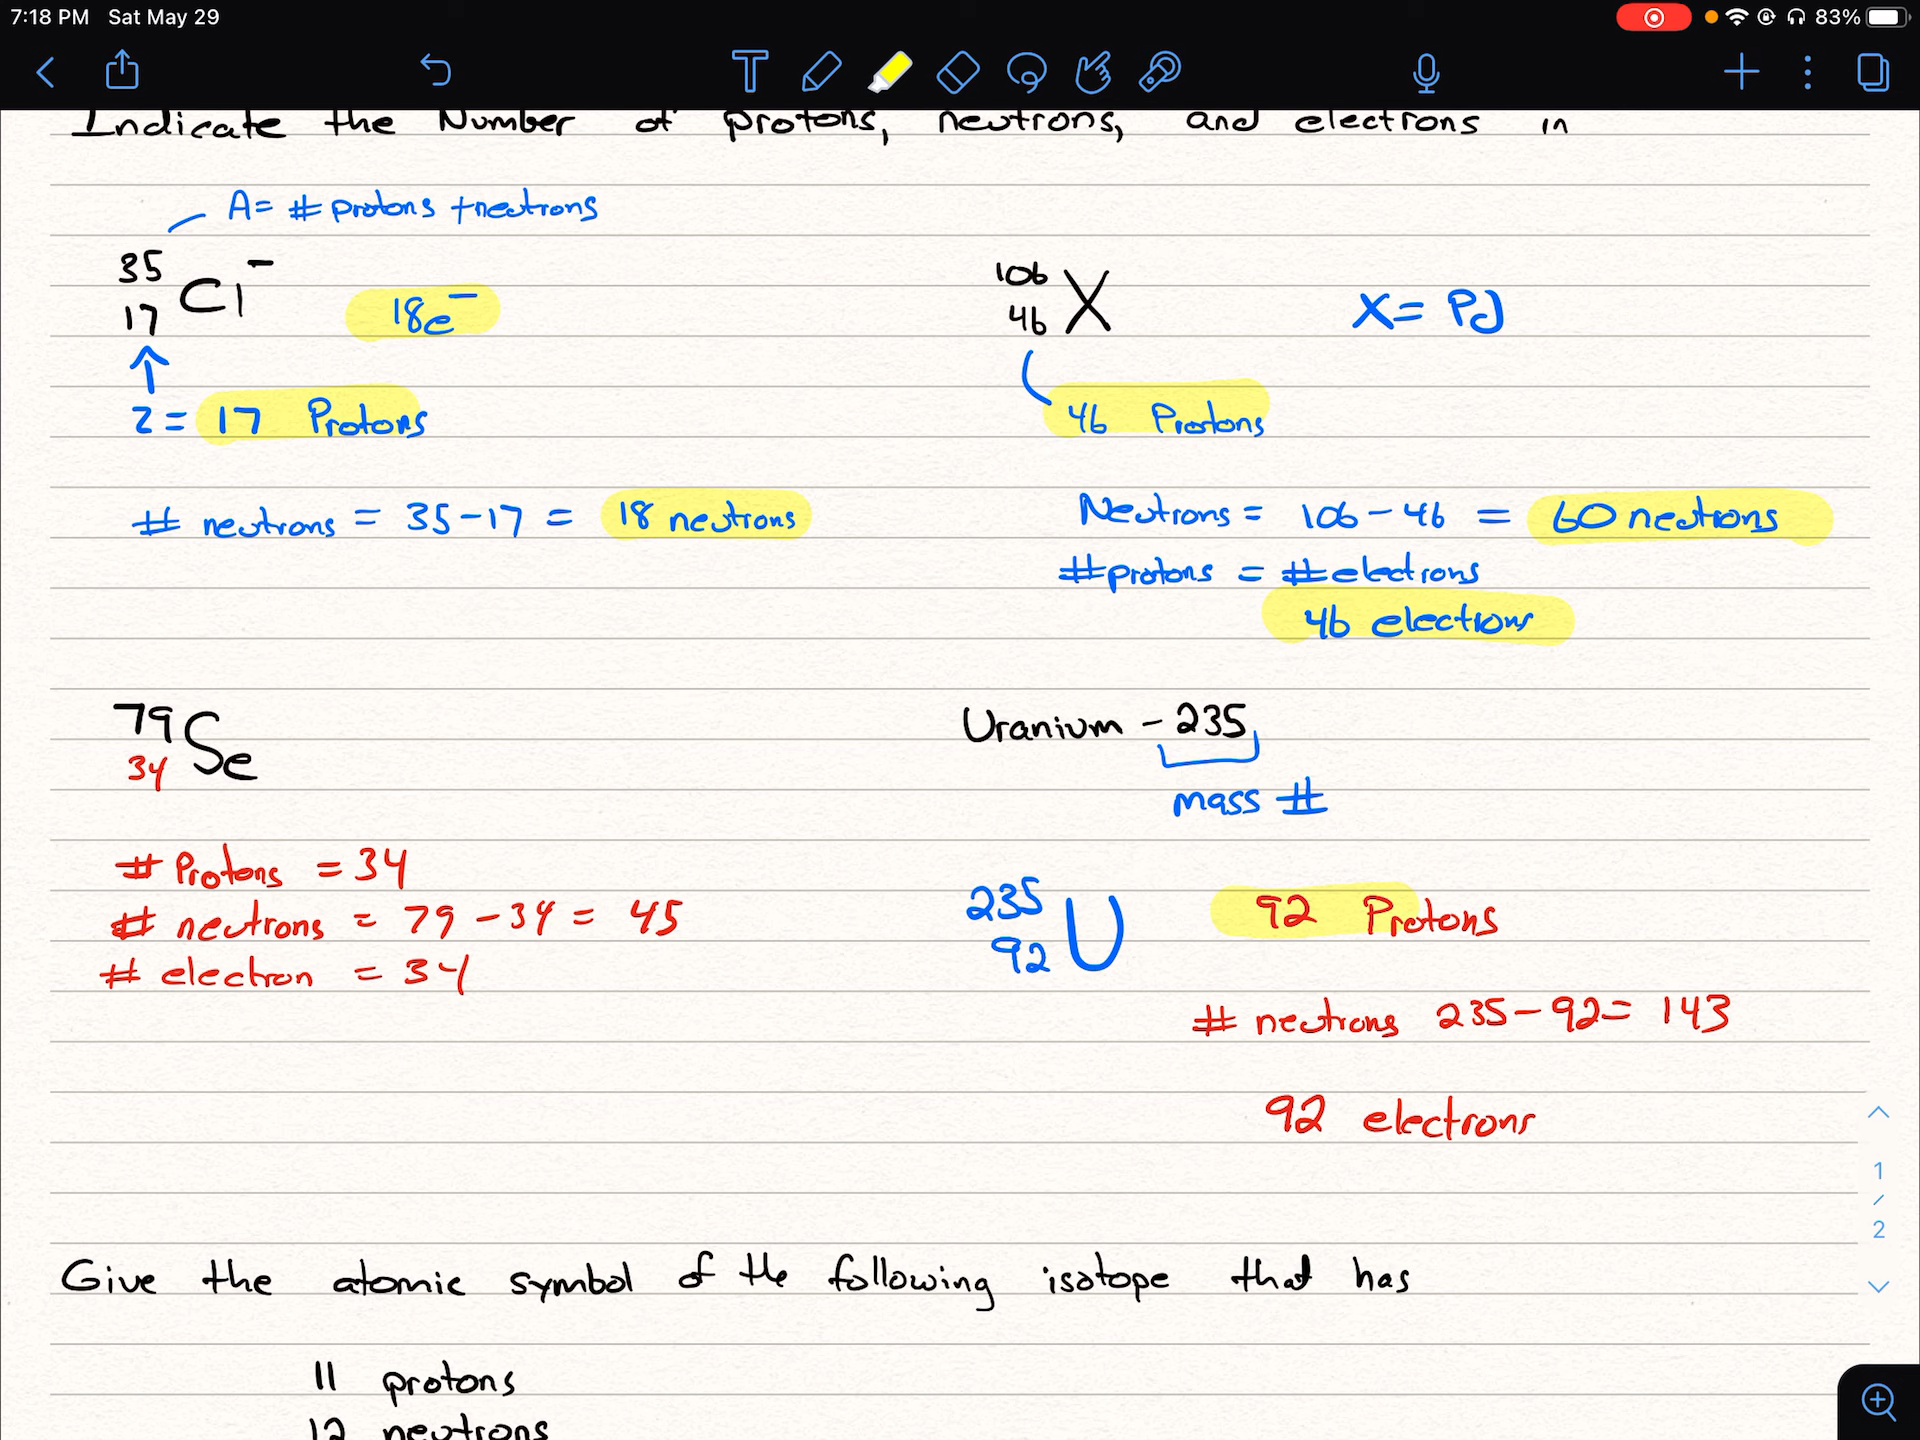 7:18 PM Sat May 29
83%
Indicate the Number of protons, neutrons, and electrons in
A= # protons + neutrons
35
17 Cl⁻
18e⁻
Z = 17 Protons
# neutrons = 35-17 = 18 neutrons
106
46 X
X= Pd
46 Protons
Neutrons = 106-46 = 60 neutrons
#protons = #electrons
46 electrons
79
34 Se
# Protons = 34
# neutrons = 79-34 = 45
# electron = 34
Uranium - 235
mass #
235
92 U
92 Protons
# neutrons 235-92= 143
92 electrons
1
/
2
Give the atomic symbol of the following isotope that has
11 protons
12 neutrons